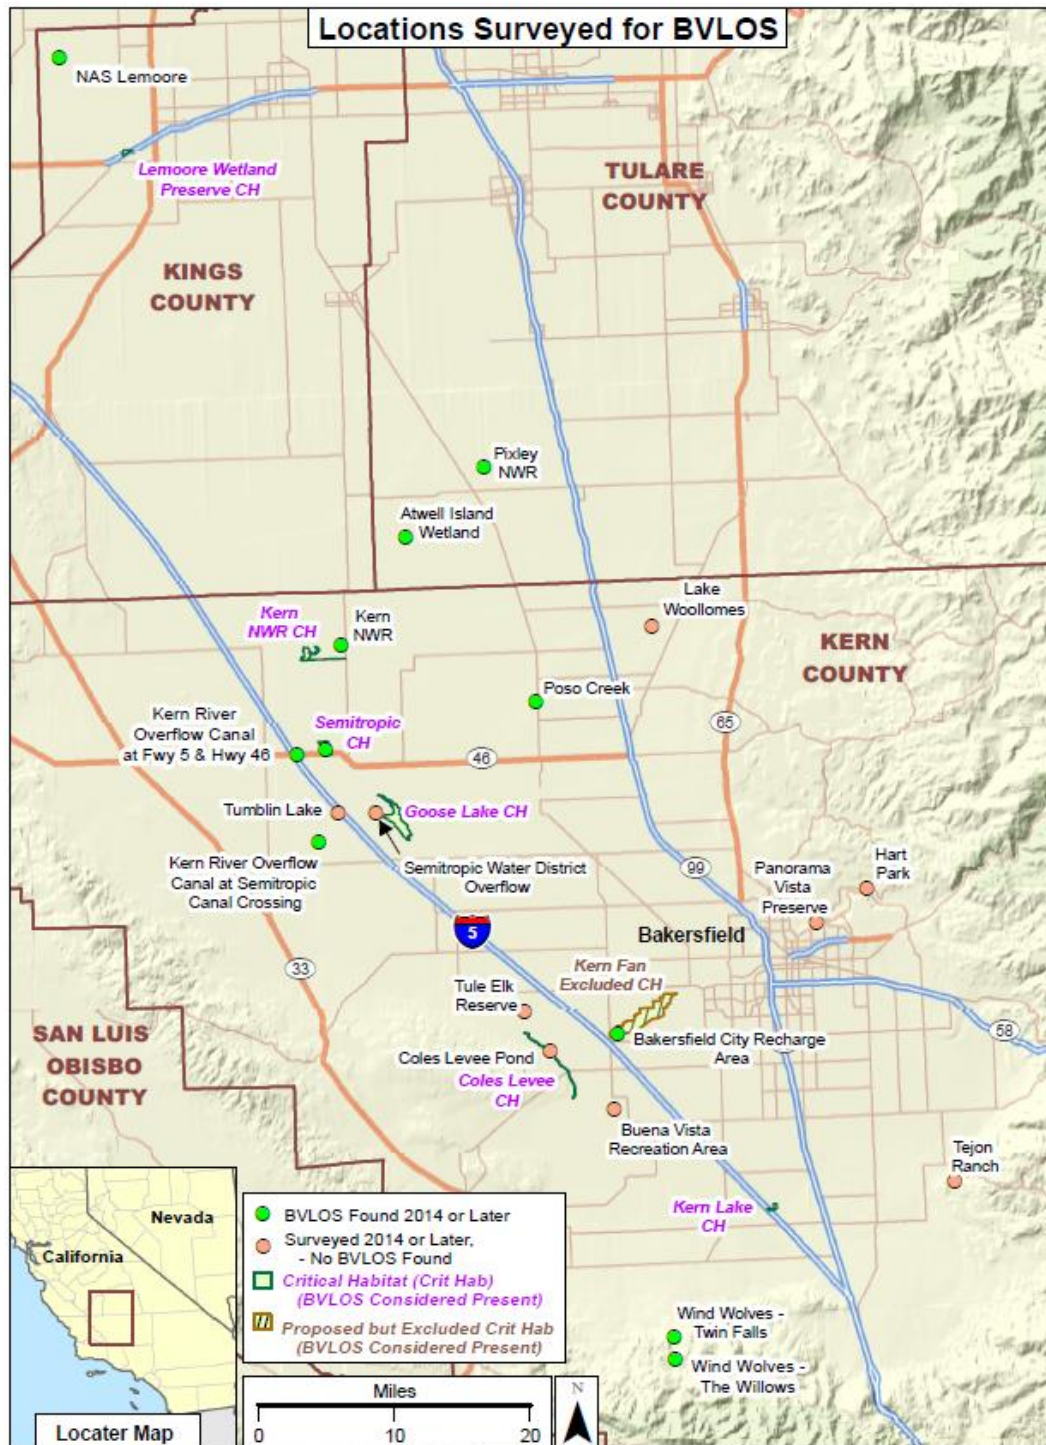 Locations Surveyed for BVLOS
NAS Lemoore
Lemoore Wetland
Preserve CH
TULARE
COUNTY
KINGS
COUNTY
Pixley
NWR
Atwell Island
Wetland
Kern
NWR CH
Kern
NWR
Lake
Woollomes
KERN
COUNTY
Poso Creek
Kern River
Overflow Canal
at Fwy 5 & Hwy 46
Semitropic
CH
65
46
Tumblin Lake
Goose Lake CH
Kern River Overflow
Canal at Semitropic
Canal Crossing
Semitropic Water District
Overflow
99
Panorama
Vista
Preserve
Hart
Park
5
Bakersfield
33
Kern Fan
Excluded CH
Tule Elk
Reserve
58
SAN LUIS
OBISBO
COUNTY
Bakersfield City Recharge
Area
Coles Levee Pond
Coles Levee
CH
Buena Vista
Recreation Area
Tejon
Ranch
Kern Lake
CH
Wind Wolves -
Twin Falls
Wind Wolves -
The Willows
Nevada
California
Locater Map
BVLOS Found 2014 or Later
Surveyed 2014 or Later,
- No BVLOS Found
Critical Habitat (Crit Hab)
(BVLOS Considered Present)
Proposed but Excluded Crit Hab
(BVLOS Considered Present)
Miles
0 10 20
N